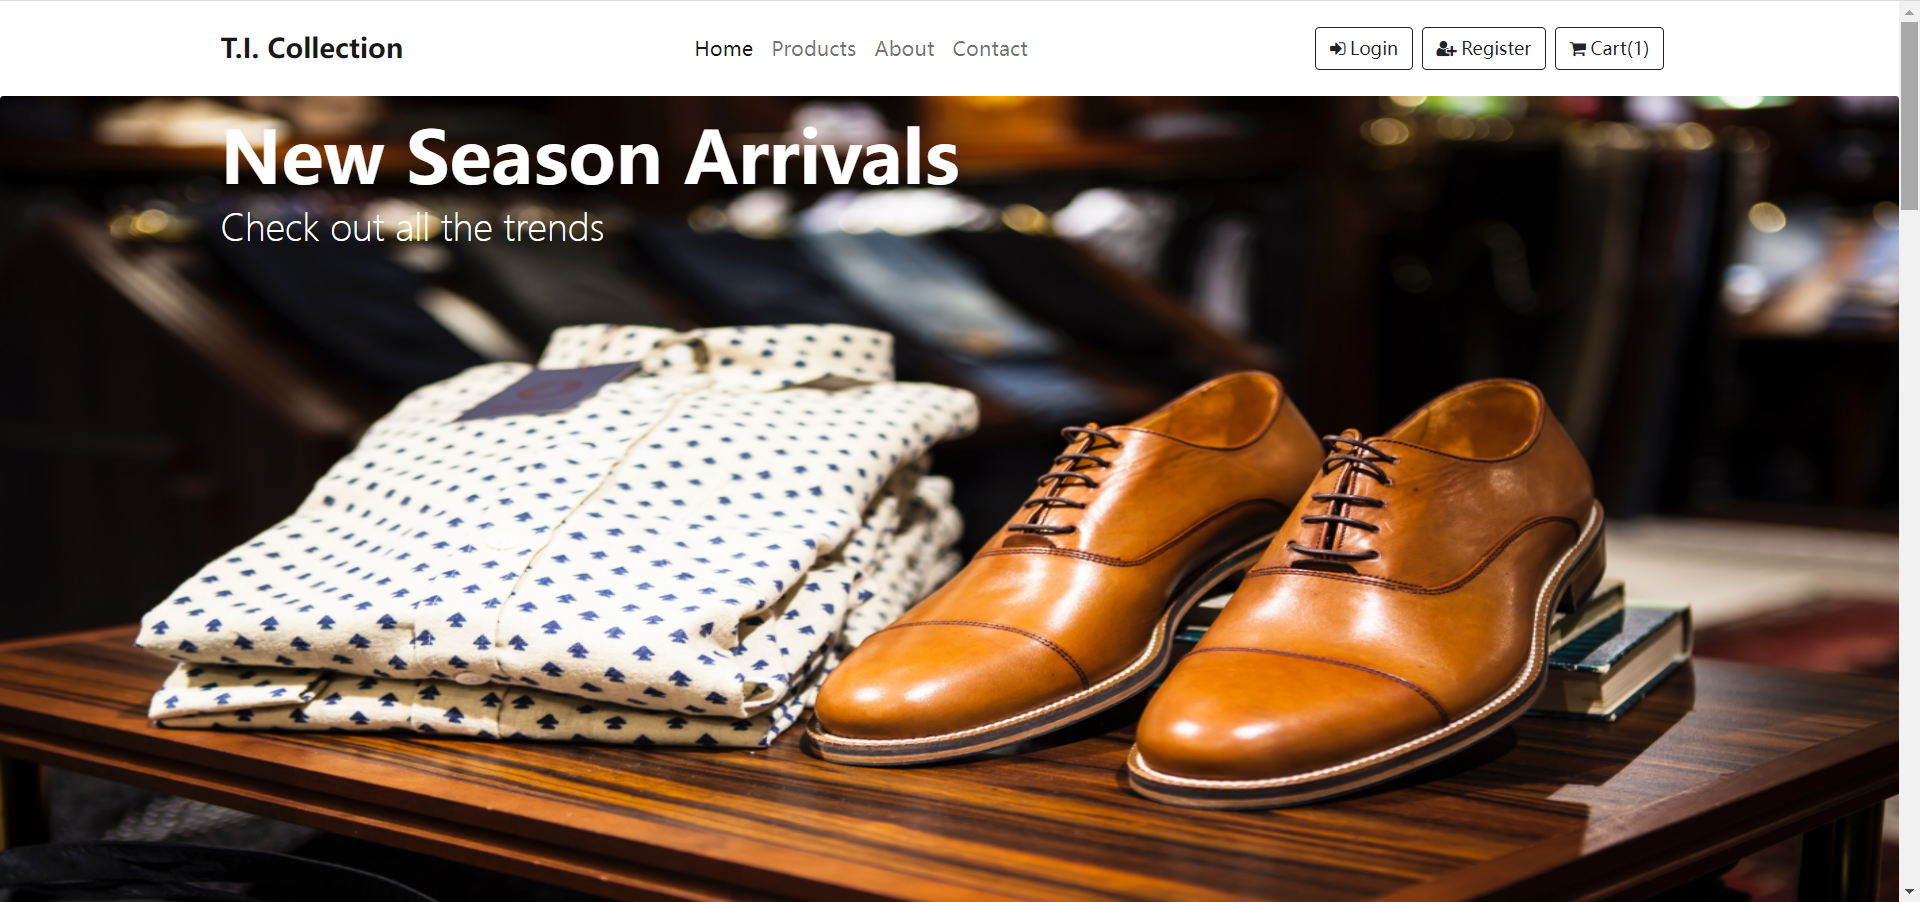 T.I. Collection
Home Products About Contact
Login Register Cart(1)
New Season Arrivals
Check out all the trends